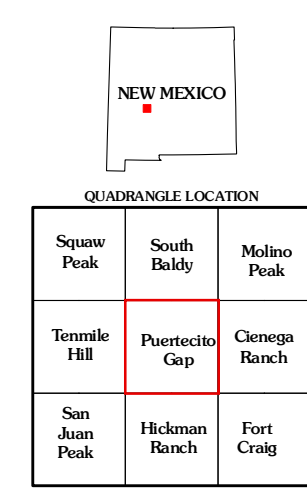 NEW MEXICO
QUADRANGLE LOCATION
Squaw
Peak
South
Baldy
Molino
Peak
Tenmile
Hill
Puertecito
Gap
Cienega
Ranch
San
Juan
Peak
Hickman
Ranch
Fort
Craig